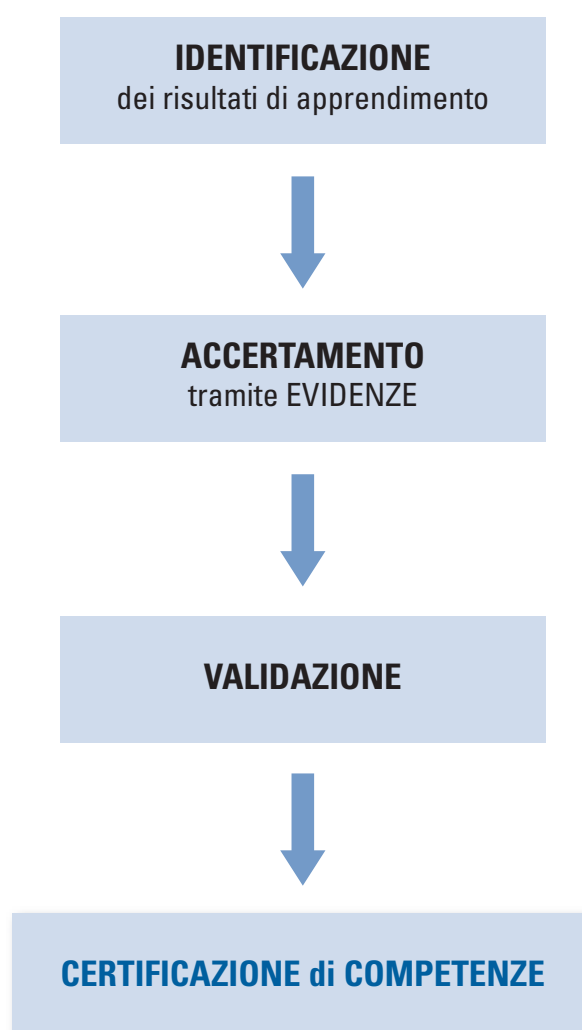 IDENTIFICAZIONE
dei risultati di apprendimento
ACCERTAMENTO
tramite EVIDENZE
VALIDAZIONE
CERTIFICAZIONE di COMPETENZE